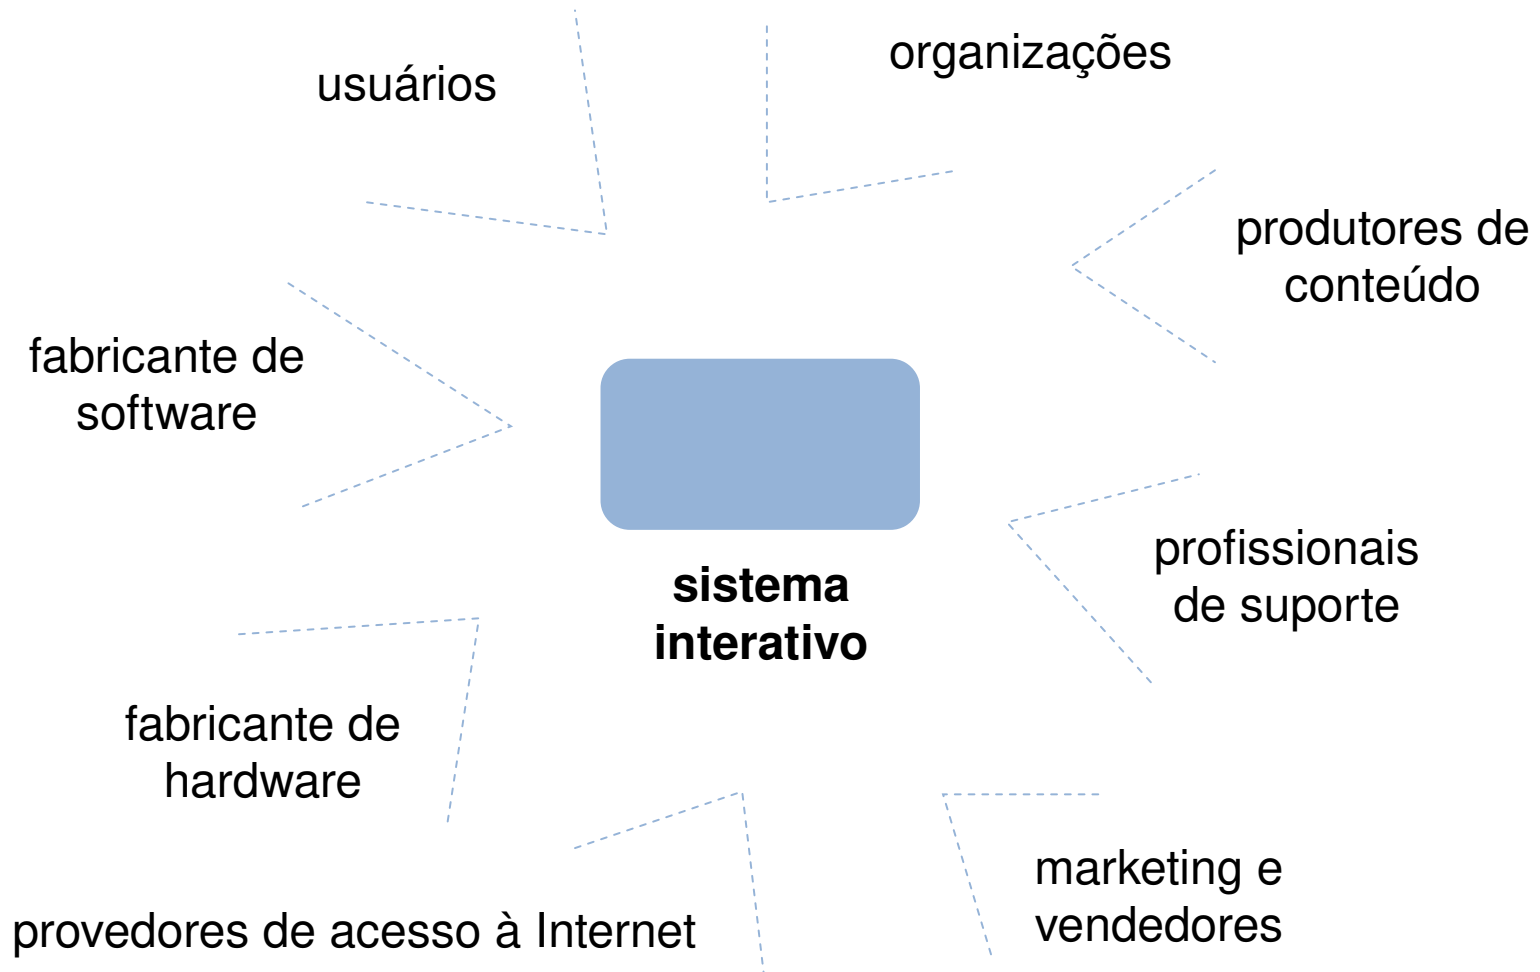 organizações
usuários
produtores de
conteúdo
fabricante de
software
profissionais
de suporte
sistema
interativo
fabricante de
hardware
marketing e
vendedores
provedores de acesso à Internet